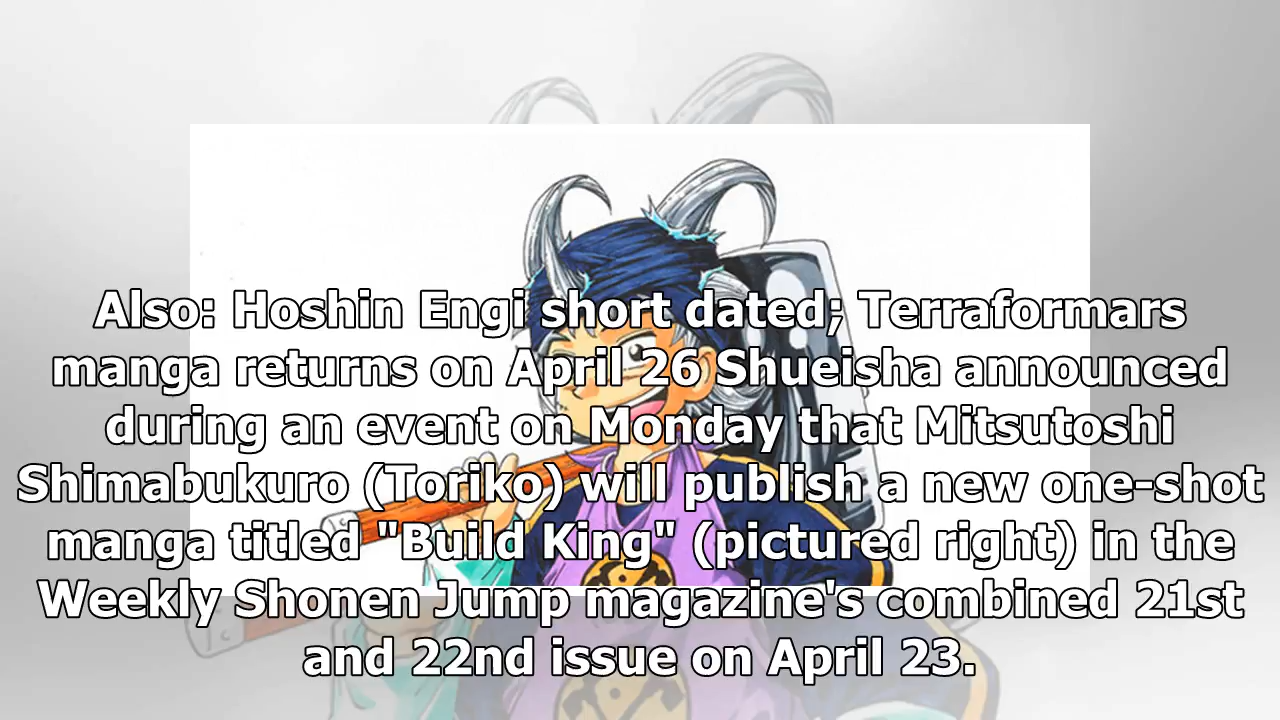 Also: Hoshin Engi short dated; Terraformars
manga returns on April 26 Shueisha announced
during an event on Monday that Mitsutoshi
Shimabukuro (Toriko) will publish a new one-shot
manga titled "Build King" (pictured right) in the
Weekly Shonen Jump magazine's combined 21st
and 22nd issue on April 23.